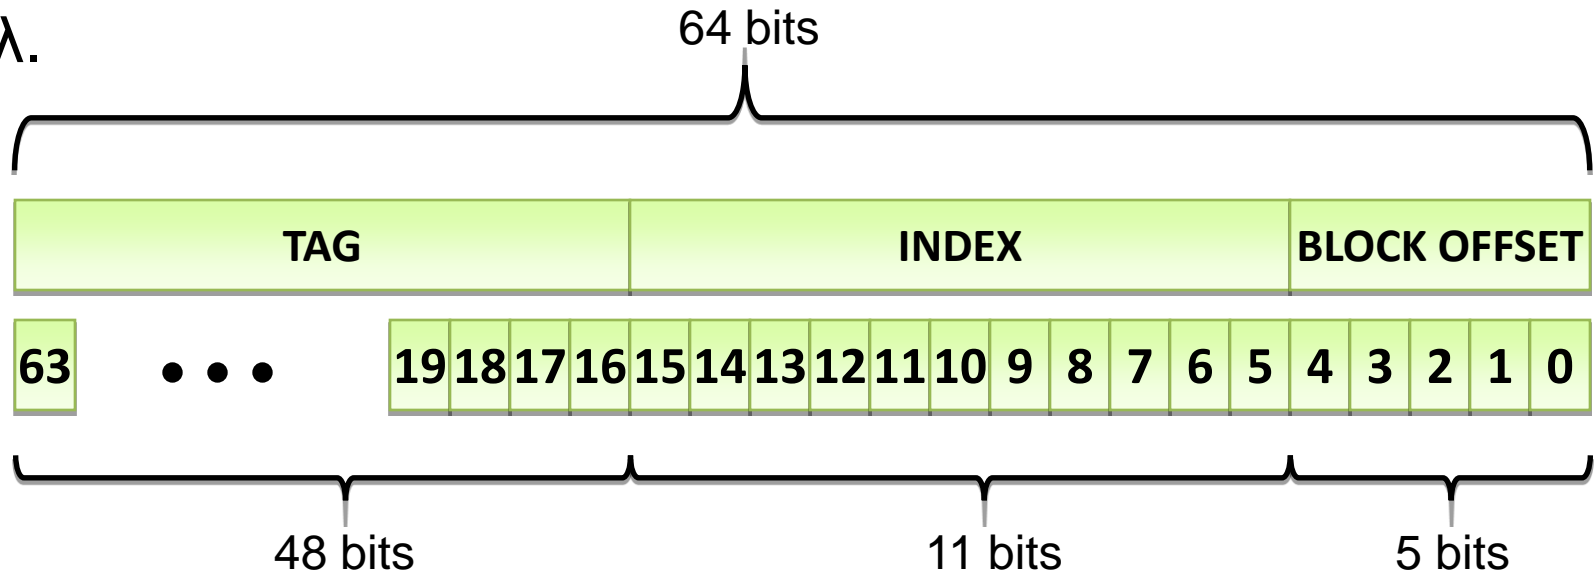 λ.
64 bits
TAG INDEX BLOCK OFFSET
63 • • • 19 18 17 16 15 14 13 12 11 10 9 8 7 6 5 4 3 2 1 0
48 bits 11 bits 5 bits